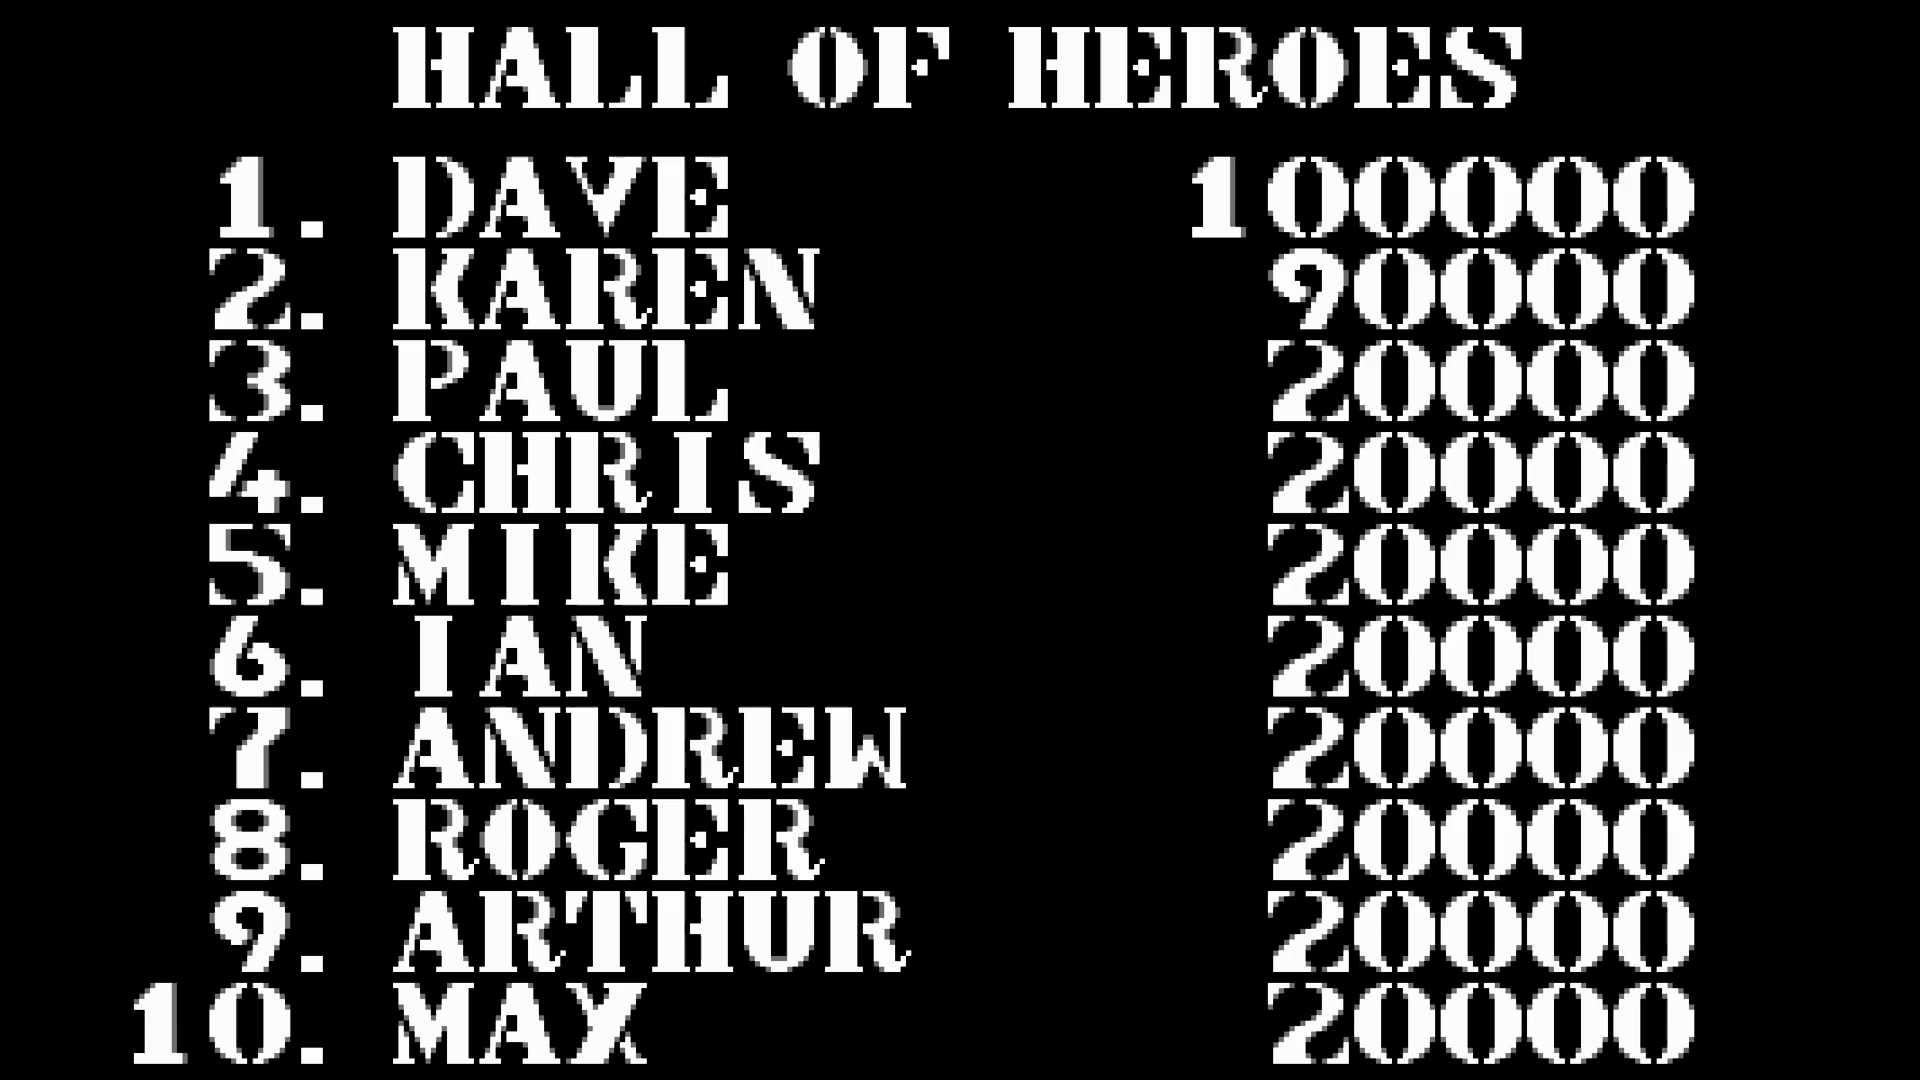 HALL OF HEROES
1. DAVE 100000
2. KAREN 90000
3. PAUL 20000
4. CHRIS 20000
5. MIKE 20000
6. IAN 20000
7. ANDREW 20000
8. ROGER 20000
9. ARTHUR 20000
10. MAX 20000